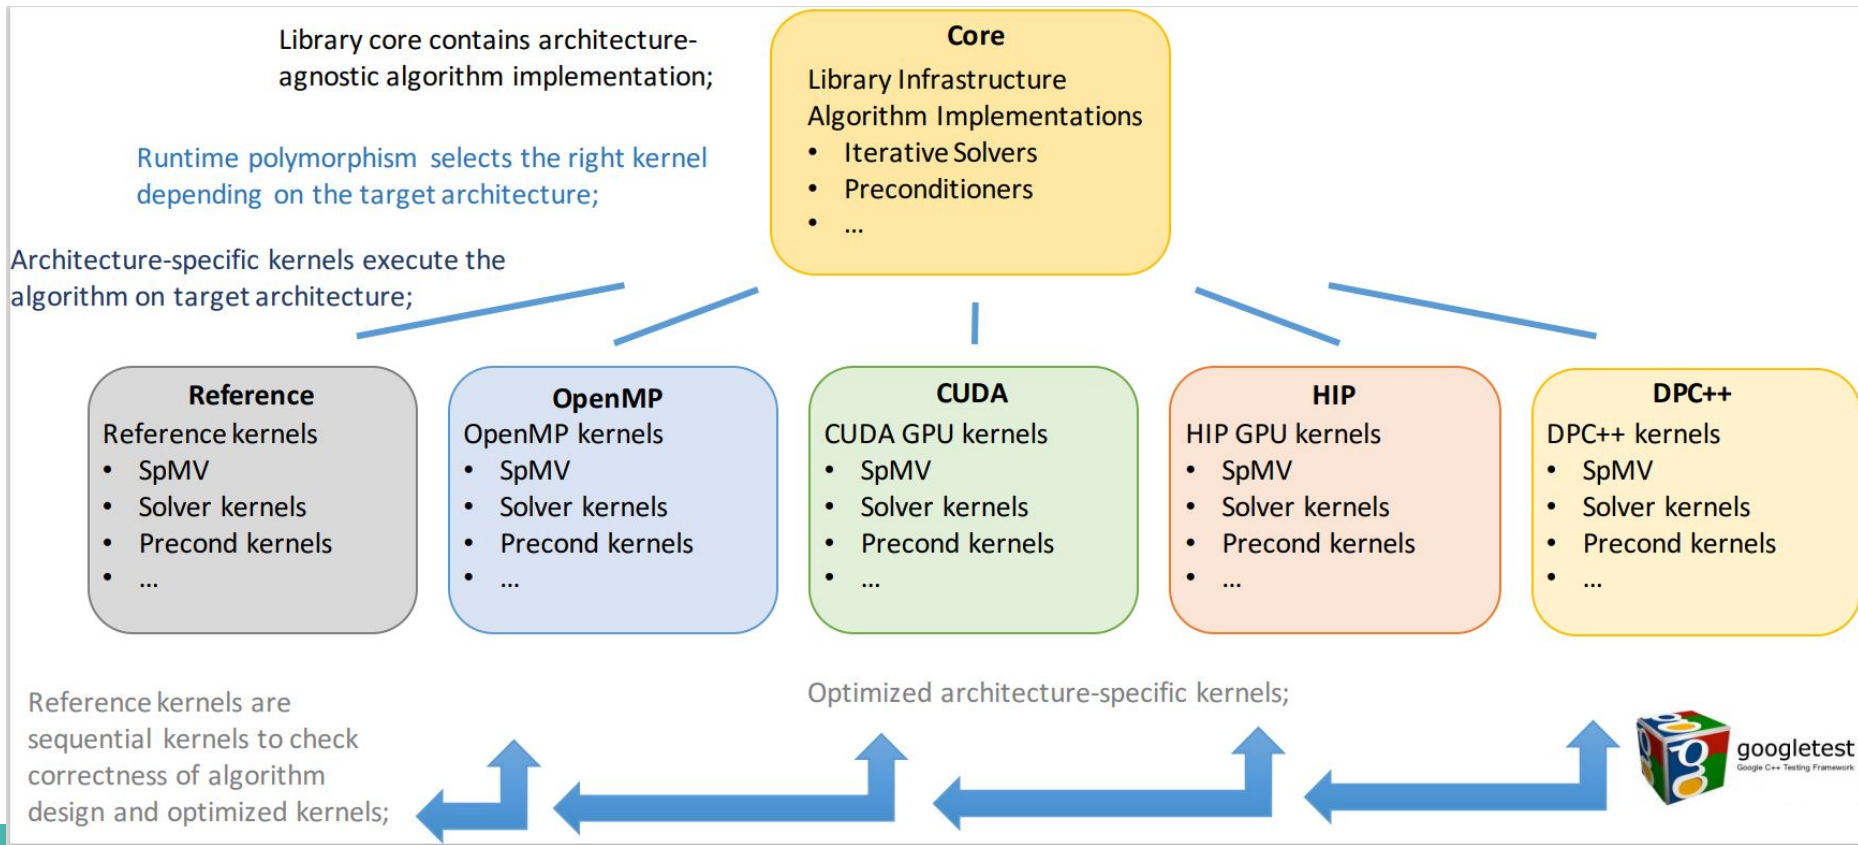 Library core contains architecture-
agnostic algorithm implementation;
Runtime polymorphism selects the right kernel
depending on the target architecture;
Architecture-specific kernels execute the
algorithm on target architecture;
Core
Library Infrastructure
Algorithm Implementations
• Iterative Solvers
• Preconditioners
• ...
Reference
Reference kernels
• SpMV
• Solver kernels
• Precond kernels
• ...
OpenMP
OpenMP kernels
• SpMV
• Solver kernels
• Precond kernels
• ...
CUDA
CUDA GPU kernels
• SpMV
• Solver kernels
• Precond kernels
• ...
HIP
HIP GPU kernels
• SpMV
• Solver kernels
• Precond kernels
• ...
DPC++
DPC++ kernels
• SpMV
• Solver kernels
• Precond kernels
• ...
Reference kernels are
sequential kernels to check
correctness of algorithm
design and optimized kernels;
Optimized architecture-specific kernels;
googletest
Google C++ Testing Framework